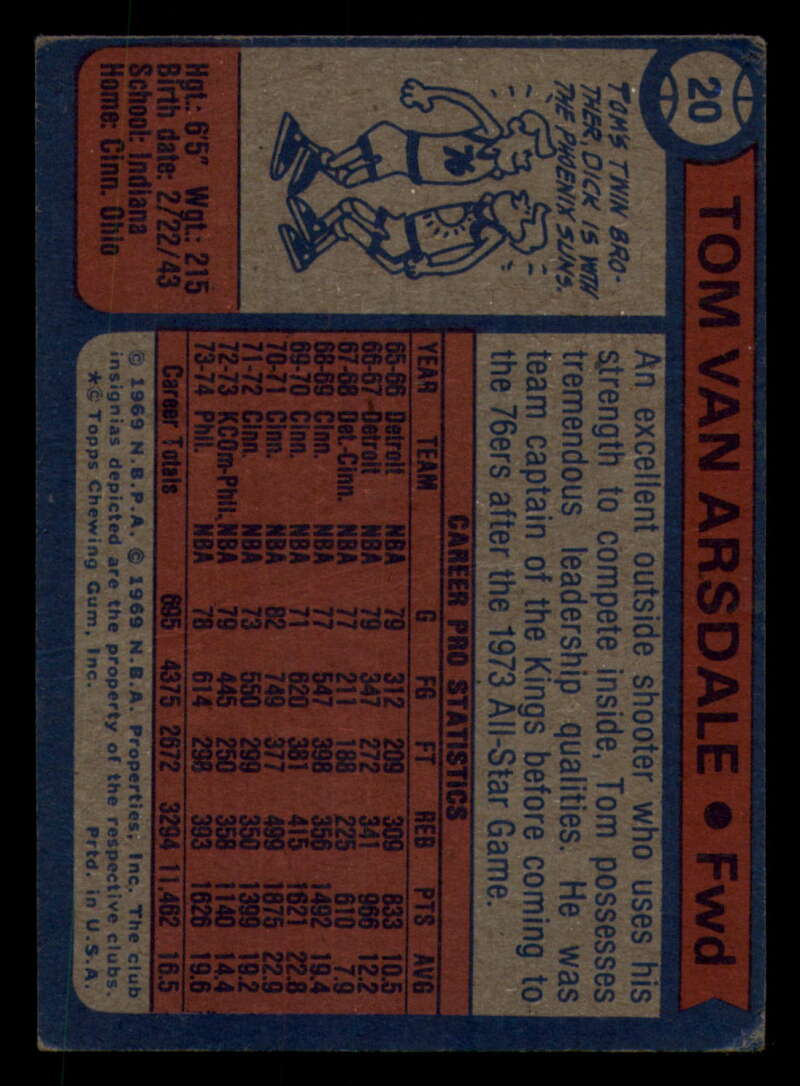 20
TOM VAN ARSDALE • Fwd
TOM'S TWIN BRO-
THER, DICK IS WITH
THE PHOENIX SUNS.
76
Hgt.: 6'5" Wgt.: 215
Birth date: 2/22/43
School: Indiana
Home: Cinn. Ohio
An excellent outside shooter who uses his
strength to compete inside, Tom possesses
tremendous leadership qualities. He was
team captain of the Kings before coming to
the 76ers after the 1973 All-Star Game.
CAREER PRO STATISTICS
YEAR TEAM G FG FT REB PTS AVG
65-66 Detroit NBA 79 312 209 309 833 10.5
66-67 Detroit NBA 79 347 272 341 966 12.2
67-68 Det.-Cinn. NBA 77 211 188 225 610 7.9
68-69 Cinn. NBA 77 547 398 356 1492 19.4
69-70 Cinn. NBA 71 620 381 415 1621 22.8
70-71 Cinn. NBA 82 749 377 499 1875 22.9
71-72 Cinn. NBA 73 550 299 350 1399 19.2
72-73 KCOm-Phil. NBA 79 445 250 358 1140 14.4
73-74 Phil. NBA 78 614 298 393 1526 19.6
Career Totals 695 4375 2672 3294 11,462 16.5
© 1969 N.B.P.A. © 1969 N.B.A. Properties, Inc. The club
insignias depicted are the property of the respective clubs.
*© Topps Chewing Gum, Inc. Prtd. in U.S.A.